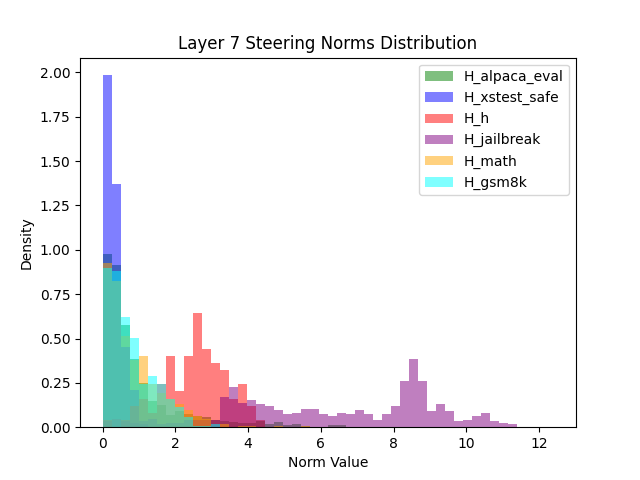 Layer 7 Steering Norms Distribution
H_alpaca_eval
H_xstest_safe
H_h
H_jailbreak
H_math
H_gsm8k
2.00
1.75
1.50
1.25
1.00
0.75
0.50
0.25
0.00
Density
0 2 4 6 8 10 12
Norm Value